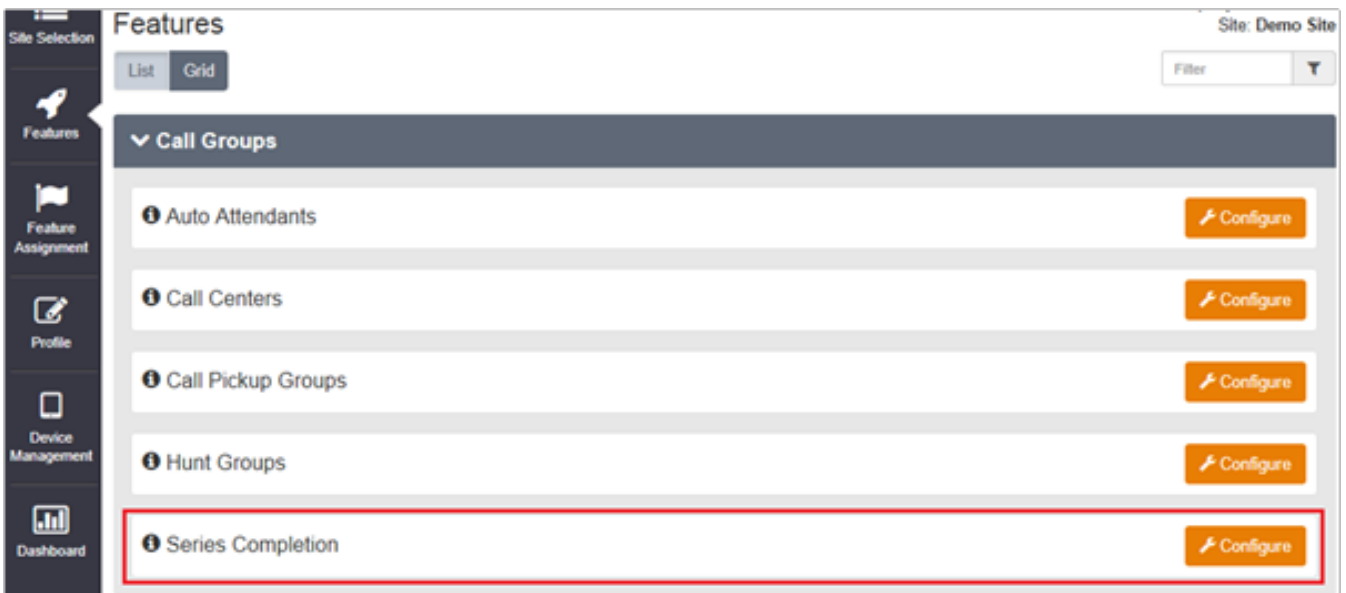 Site Selection
Features
Feature
Assignment
Profile
Device
Management
Dashboard
Features
Site: Demo Site
List Grid
Filter
Call Groups
Auto Attendants Configure
Call Centers Configure
Call Pickup Groups Configure
Hunt Groups Configure
Series Completion Configure